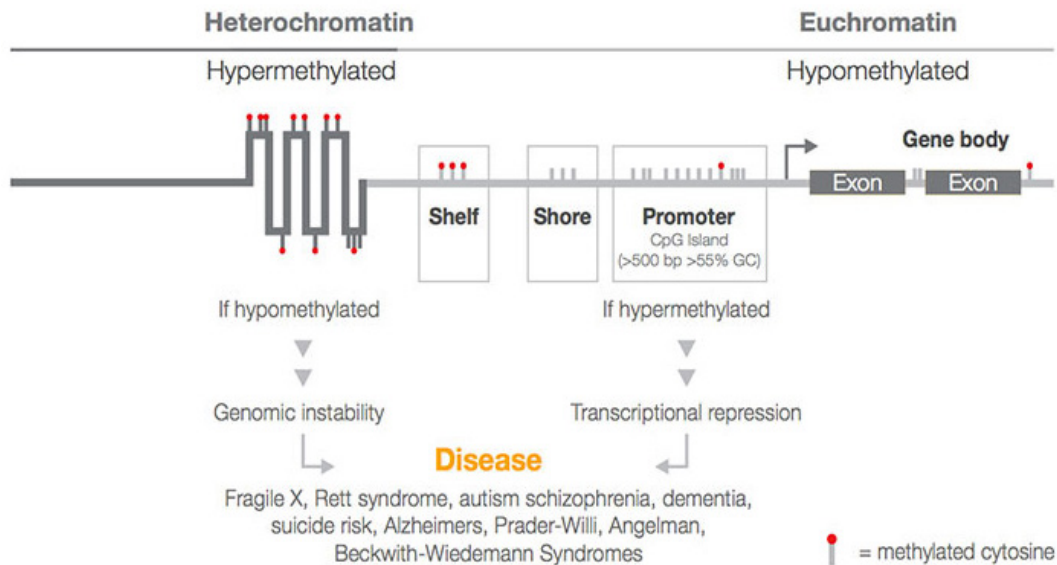 Heterochromatin
Euchromatin
Hypermethylated
Hypomethylated
Gene body
Exon
Exon
Shelf
Shore
Promoter
CpG Island
(>500 bp >55% GC)
If hypomethylated
If hypermethylated
Genomic instability
Transcriptional repression
Disease
Fragile X, Rett syndrome, autism schizophrenia, dementia,
suicide risk, Alzheimers, Prader-Willi, Angelman,
Beckwith-Wiedemann Syndromes
= methylated cytosine